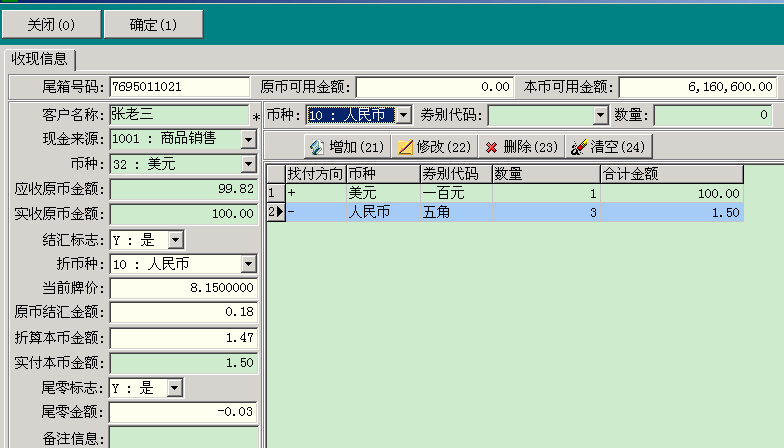 关闭(0) 确定(1)
收现信息
尾箱号码: 7695011021 原币可用金额: 0.00 本币可用金额: 6,160,600.00
客户名称: 张老三 *
现金来源: 1001 : 商品销售
币种: 32 : 美元
应收原币金额: 99.82
实收原币金额: 100.00
结汇标志: Y : 是
折币种: 10 : 人民币
当前牌价: 8.1500000
原币结汇金额: 0.18
折算本币金额: 1.47
实付本币金额: 1.50
尾零标志: Y : 是
尾零金额: -0.03
备注信息:
币种: 10 : 人民币 券别代码: 数量: 0
增加(21) 修改(22) 删除(23) 清空(24)
找付方向 币种 券别代码 数量 合计金额
1 + 美元 一百元 1 100.00
2 - 人民币 五角 3 1.50